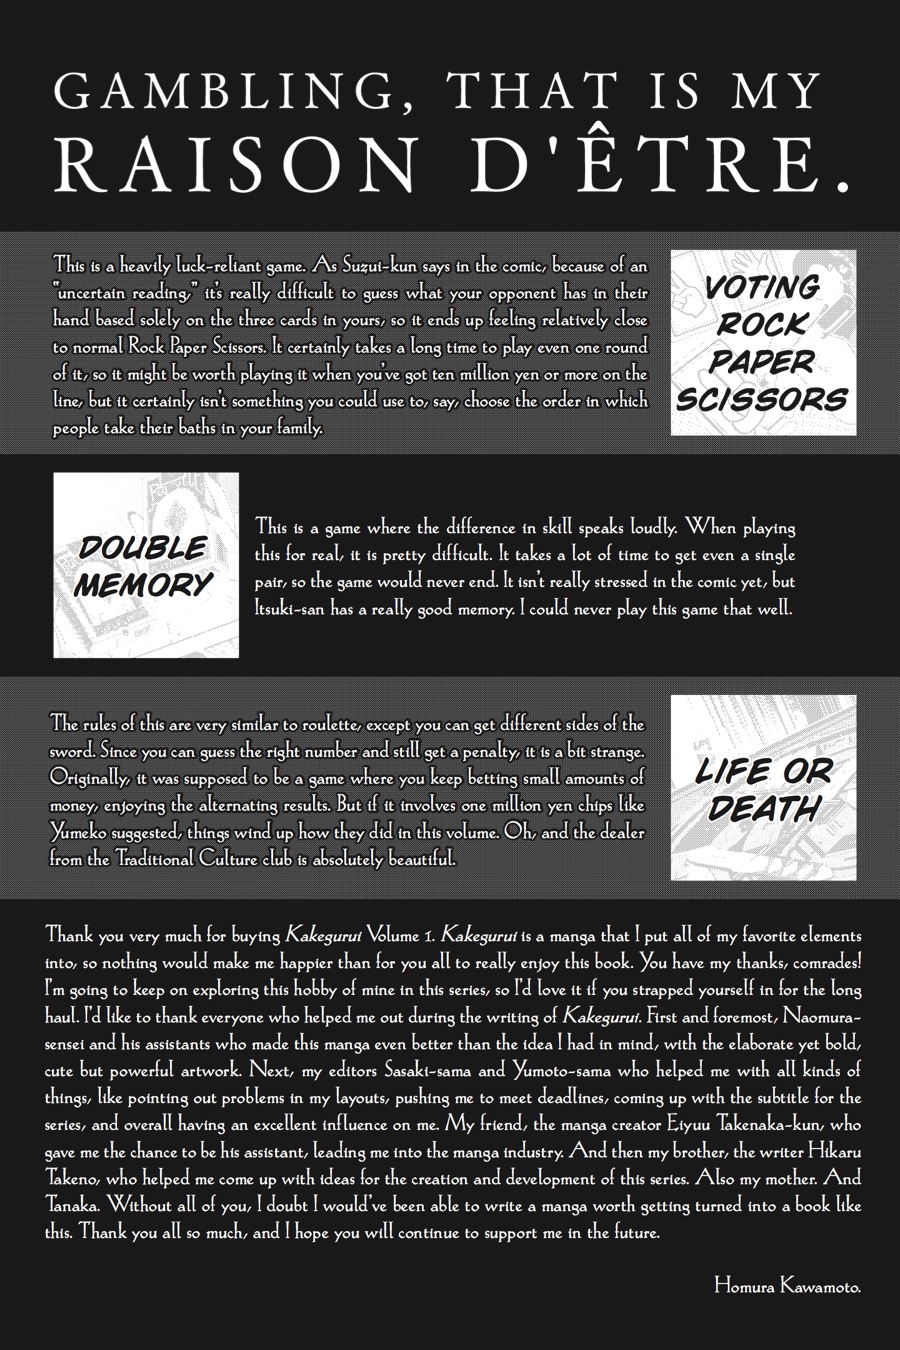 GAMBLING, THAT IS MY
RAISON D'ÊTRE.
This is a heavily luck-reliant game. As Suzui-kun says in the comic, because of an
"uncertain reading," it's really difficult to guess what your opponent has in their
hand based solely on the three cards in yours, so it ends up feeling relatively close
to normal Rock Paper Scissors. It certainly takes a long time to play even one round
of it, so it might be worth playing it when you've got ten million yen or more on the
line, but it certainly isn't something you could use to, say, choose the order in which
people take their baths in your family.
VOTING
ROCK
PAPER
SCISSORS
DOUBLE
MEMORY
This is a game where the difference in skill speaks loudly. When playing
this for real, it is pretty difficult. It takes a lot of time to get even a single
pair, so the game would never end. It isn't really stressed in the comic yet, but
Itsuki-san has a really good memory. I could never play this game that well.
The rules of this are very similar to roulette, except you can get different sides of the
sword. Since you can guess the right number and still get a penalty, it is a bit strange.
Originally, it was supposed to be a game where you keep betting small amounts of
money, enjoying the alternating results. But if it involves one million yen chips like
Yumeko suggested, things wind up how they did in this volume. Oh, and the dealer
from the Traditional Culture club is absolutely beautiful.
LIFE OR
DEATH
Thank you very much for buying Kakegurui Volume 1. Kakegurui is a manga that I put all of my favorite elements
into, so nothing would make me happier than for you all to really enjoy this book. You have my thanks, comrades!
I'm going to keep on exploring this hobby of mine in this series, so I'd love it if you strapped yourself in for the long
haul. I'd like to thank everyone who helped me out during the writing of Kakegurui. First and foremost, Naomura-
sensei and his assistants who made this manga even better than the idea I had in mind, with the elaborate yet bold,
cute but powerful artwork. Next, my editors Sasaki-sama and Yumoto-sama who helped me with all kinds of
things, like pointing out problems in my layouts, pushing me to meet deadlines, coming up with the subtitle for the
series, and overall having an excellent influence on me. My friend, the manga creator Eiyuu Takenaka-kun, who
gave me the chance to be his assistant, leading me into the manga industry. And then my brother, the writer Hikaru
Takeno, who helped me come up with ideas for the creation and development of this series. Also my mother. And
Tanaka. Without all of you, I doubt I would've been able to write a manga worth getting turned into a book like
this. Thank you all so much, and I hope you will continue to support me in the future.
Homura Kawamoto.